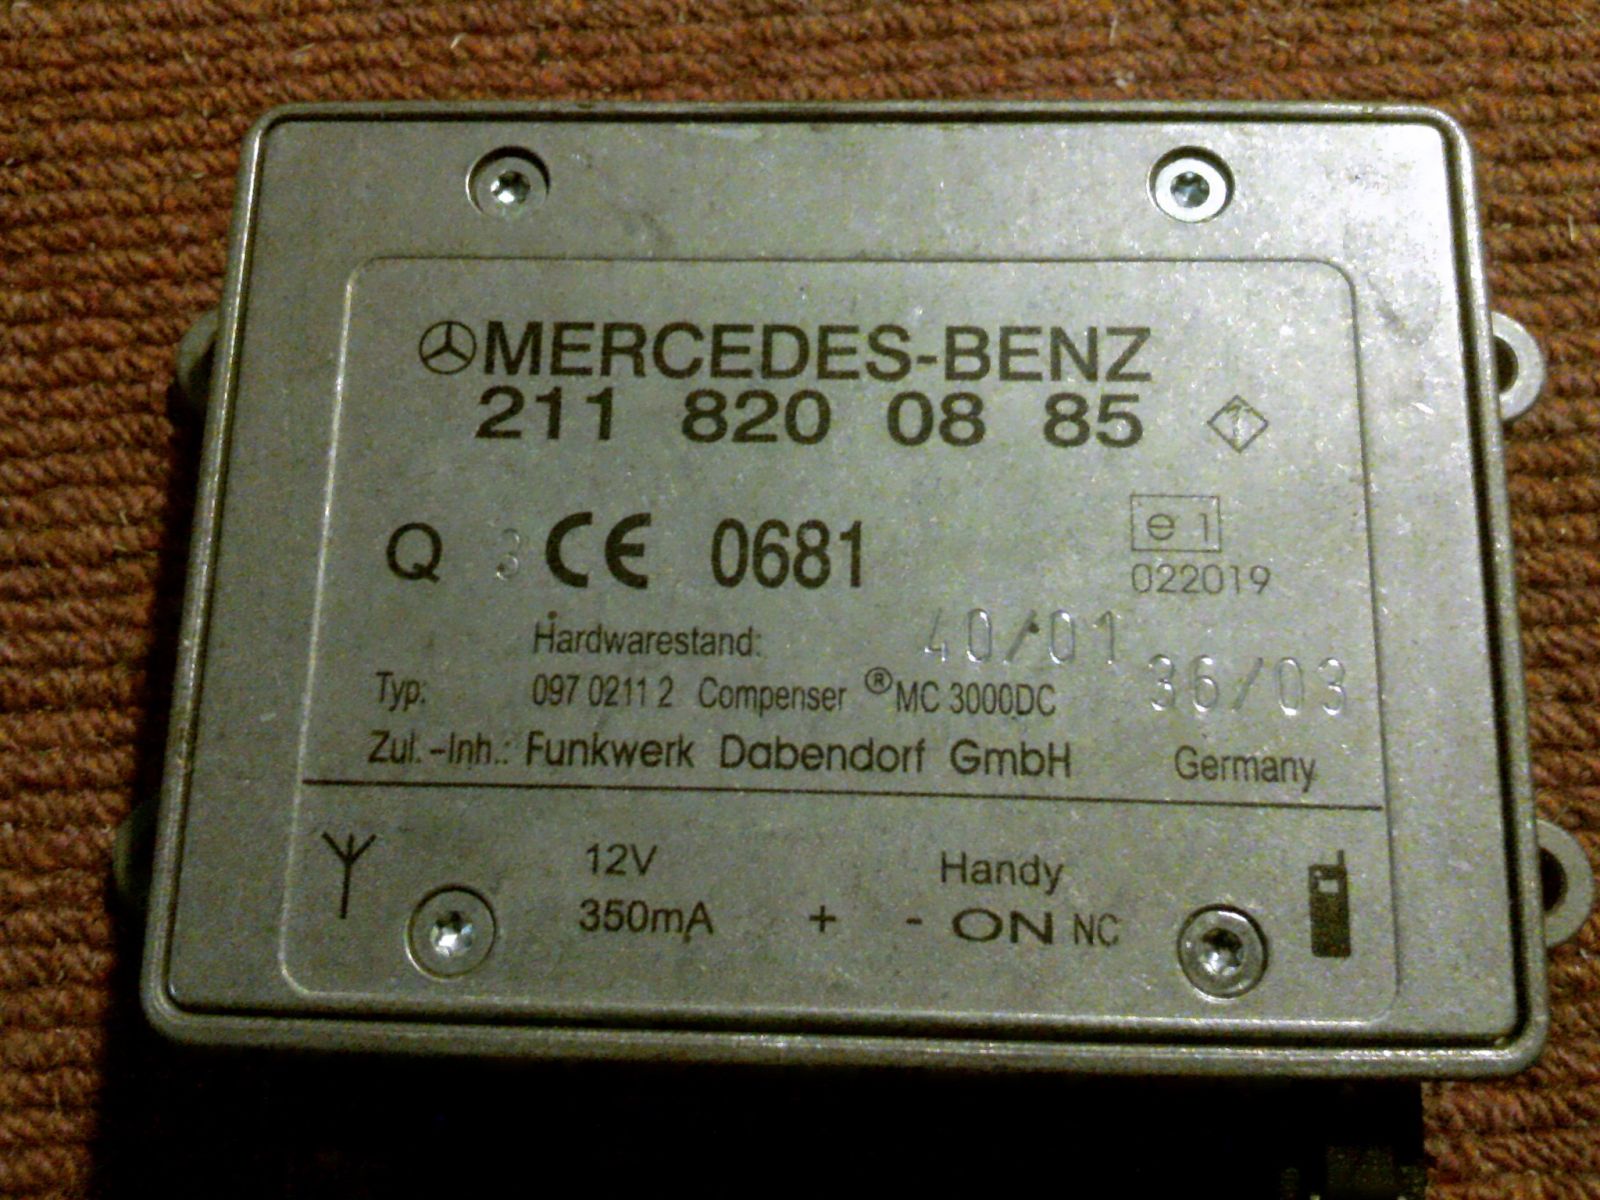 MERCEDES-BENZ
211 820 08 85
Q 3 CE 0681
e 1
022019
Hardwarestand: 40/01
36/03
Typ: 097 0211 2 Compenser ® MC 3000DC
Zul. -Inh.: Funkwerk Dabendorf GmbH Germany
12V Handy
350mA + - ON NC